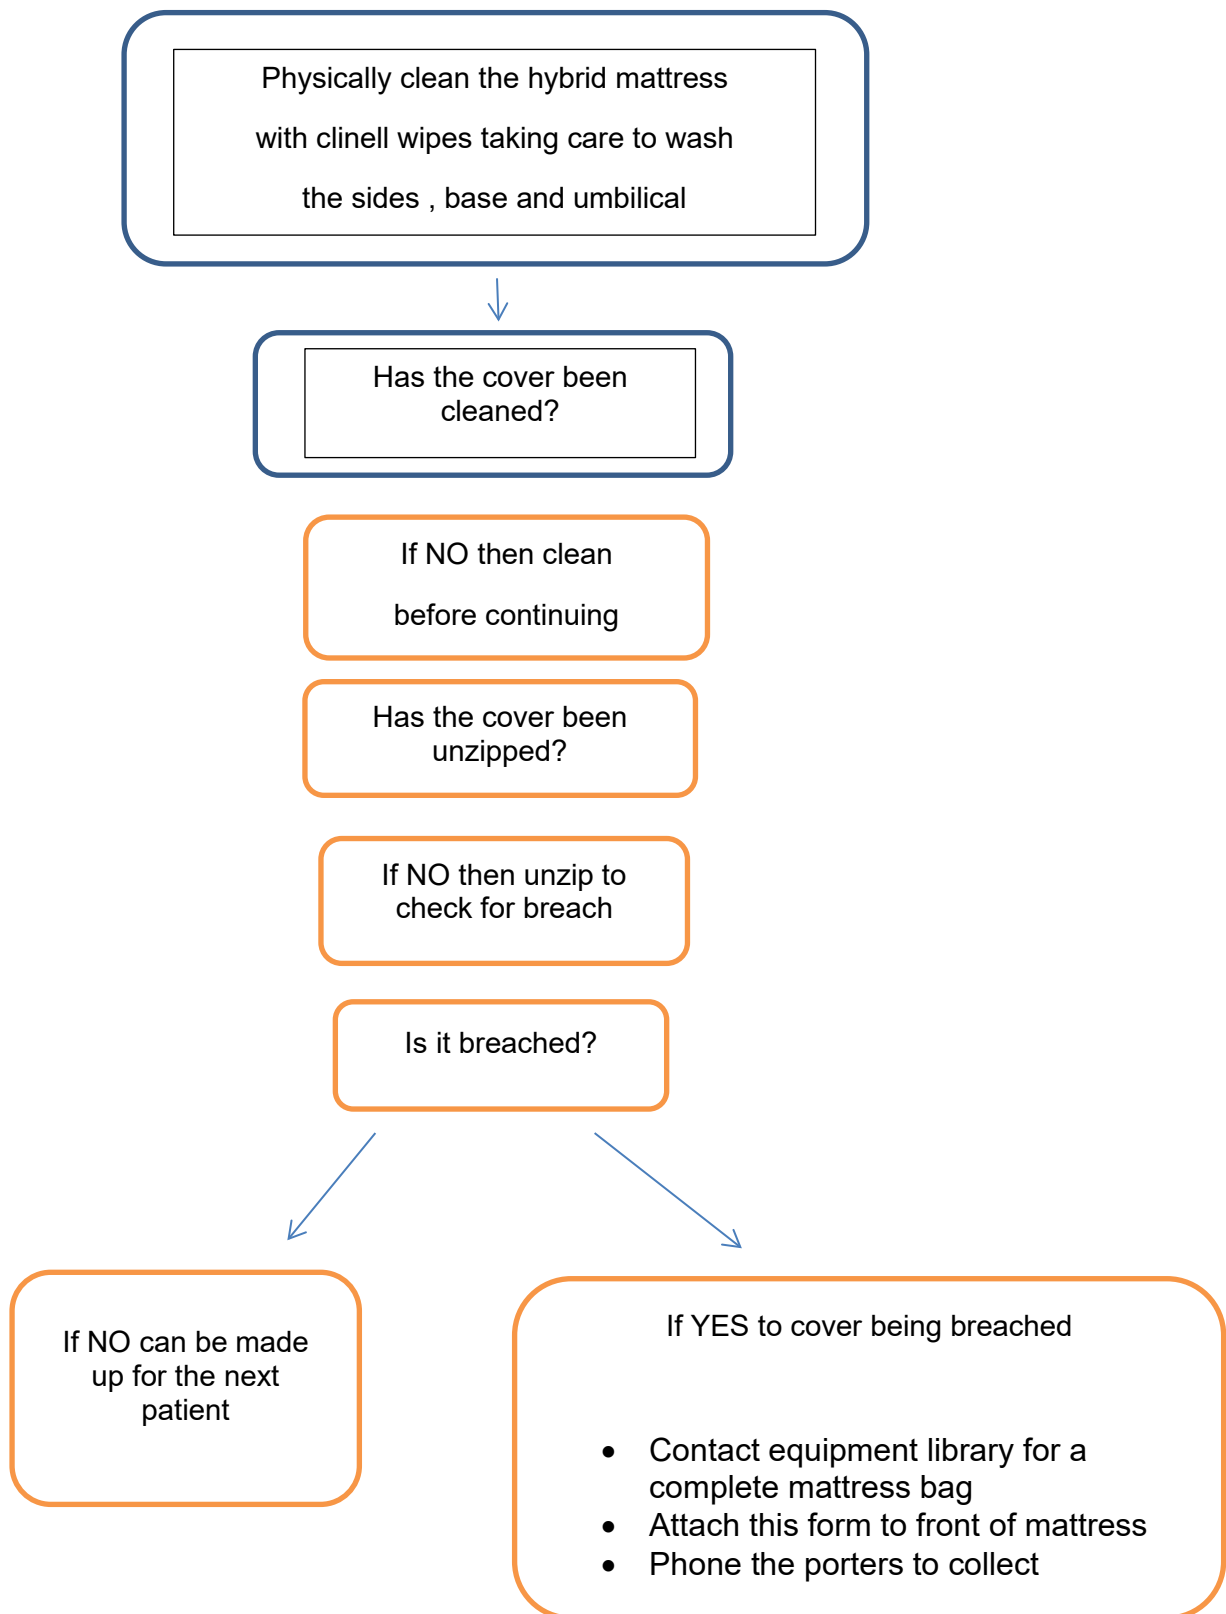 Physically clean the hybrid mattress
with clinell wipes taking care to wash
the sides , base and umbilical
Has the cover been
cleaned?
If NO then clean
before continuing
Has the cover been
unzipped?
If NO then unzip to
check for breach
Is it breached?
If NO can be made
up for the next
patient
If YES to cover being breached
• Contact equipment library for a
complete mattress bag
• Attach this form to front of mattress
• Phone the porters to collect